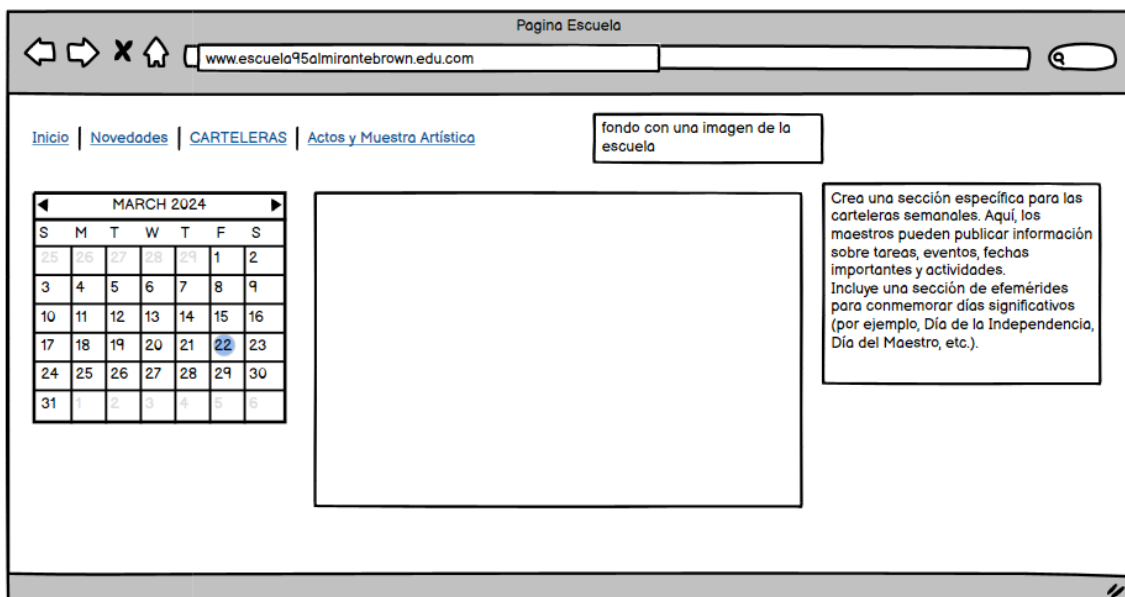 Pagina Escuela
www.escuela95almirantebrown.edu.com
Inicio | Novedades | CARTELERAS | Actos y Muestra Artística
fondo con una imagen de la
escuela
MARCH 2024
S M T W T F S
25 26 27 28 29 1 2
3 4 5 6 7 8 9
10 11 12 13 14 15 16
17 18 19 20 21 22 23
24 25 26 27 28 29 30
31 1 2 3 4 5 6
Crea una sección específica para las
carteleras semanales. Aquí, los
maestros pueden publicar información
sobre tareas, eventos, fechas
importantes y actividades.
Incluye una sección de efemérides
para conmemorar días significativos
(por ejemplo, Día de la Independencia,
Día del Maestro, etc.).